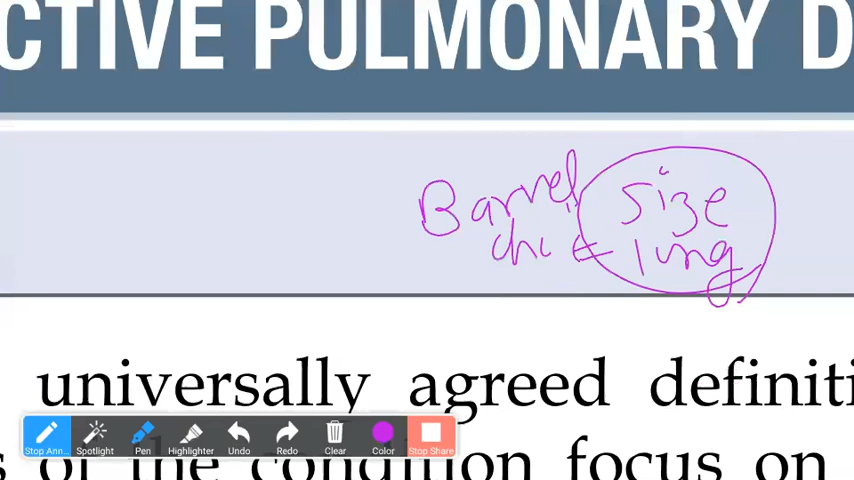 CTIVE PULMONARY D
Barrel size
chi ← lung
universally agreed definiti
s of the condition focus on
Stop Ann... Spotlight Pen Highlighter Undo Redo Clear Color Stop Share